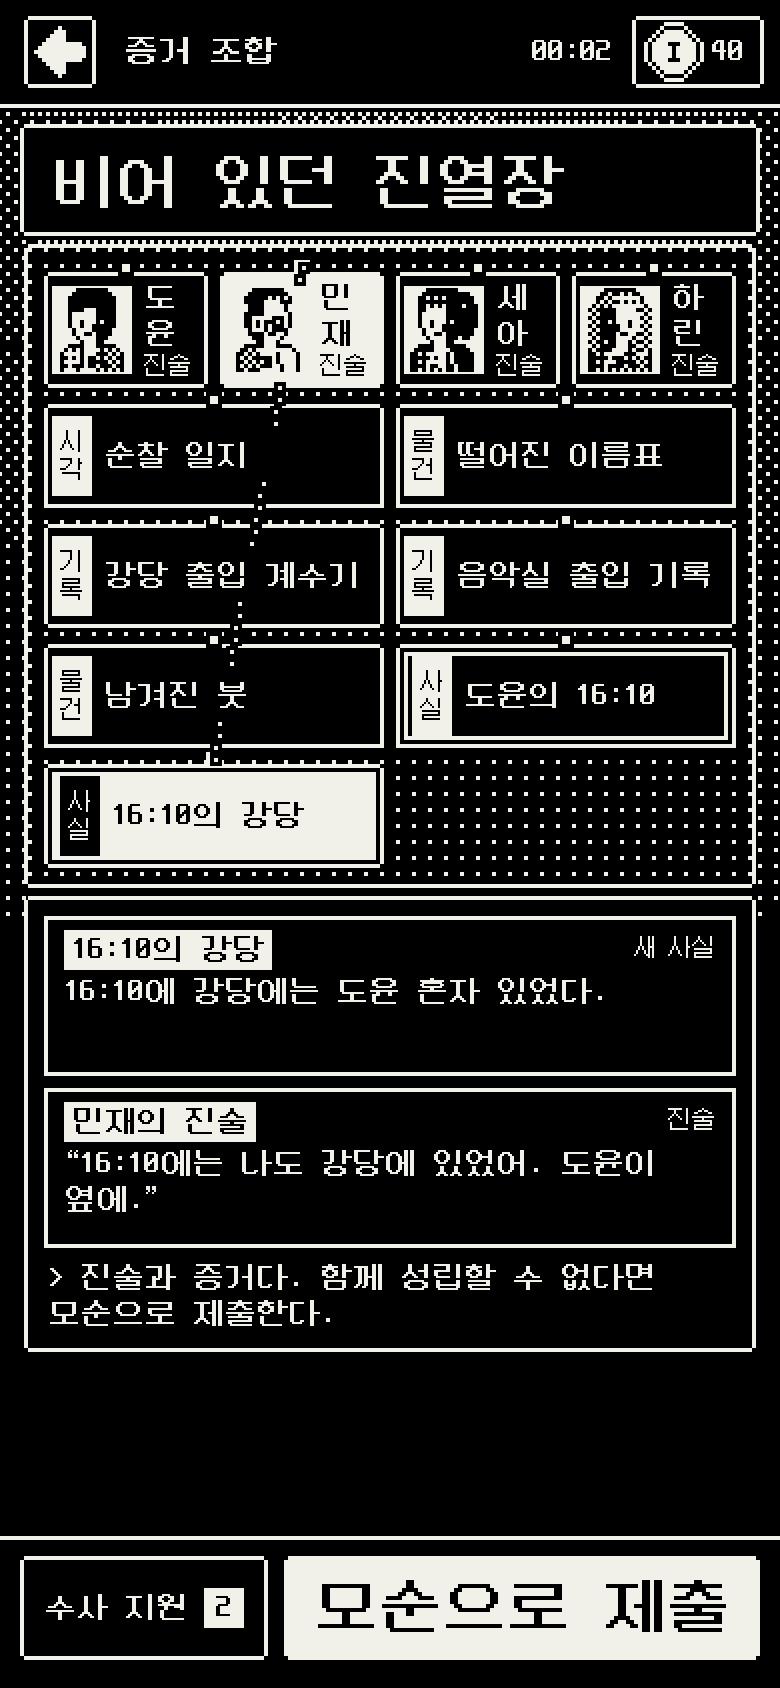 증거 조합
00:02
I 40
비어 있던 진열장
도윤
진술
민재
진술
세아
진술
하린
진술
시각 순찰 일지
물건 떨어진 이름표
기록 강당 출입 계수기
기록 음악실 출입 기록
물건 남겨진 붓
사실 도윤의 16:10
사실 16:10의 강당
16:10의 강당 새 사실
16:10에 강당에는 도윤 혼자 있었다.
민재의 진술 진술
“16:10에는 나도 강당에 있었어. 도윤이
옆에.”
> 진술과 증거다. 함께 성립할 수 없다면
모순으로 제출한다.
수사 지원 2
모순으로 제출